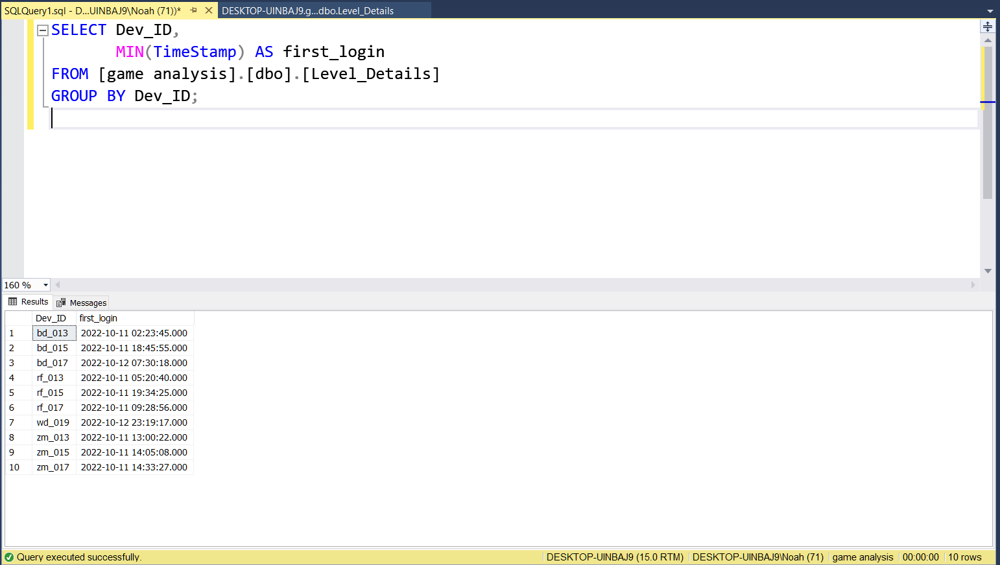 SQLQuery1.sql - D...UINBAJ9\Noah (71))* DESKTOP-UINBAJ9.g...dbo.Level_Details
SELECT Dev_ID,
MIN(TimeStamp) AS first_login
FROM [game analysis].[dbo].[Level_Details]
GROUP BY Dev_ID;
160 %
Results Messages
Dev_ID first_login
1 bd_013 2022-10-11 02:23:45.000
2 bd_015 2022-10-11 18:45:55.000
3 bd_017 2022-10-12 07:30:18.000
4 rf_013 2022-10-11 05:20:40.000
5 rf_015 2022-10-11 19:34:25.000
6 rf_017 2022-10-11 09:28:56.000
7 wd_019 2022-10-12 23:19:17.000
8 zm_013 2022-10-11 13:00:22.000
9 zm_015 2022-10-11 14:05:08.000
10 zm_017 2022-10-11 14:33:27.000
Query executed successfully. DESKTOP-UINBAJ9 (15.0 RTM) DESKTOP-UINBAJ9\Noah (71) game analysis 00:00:00 10 rows